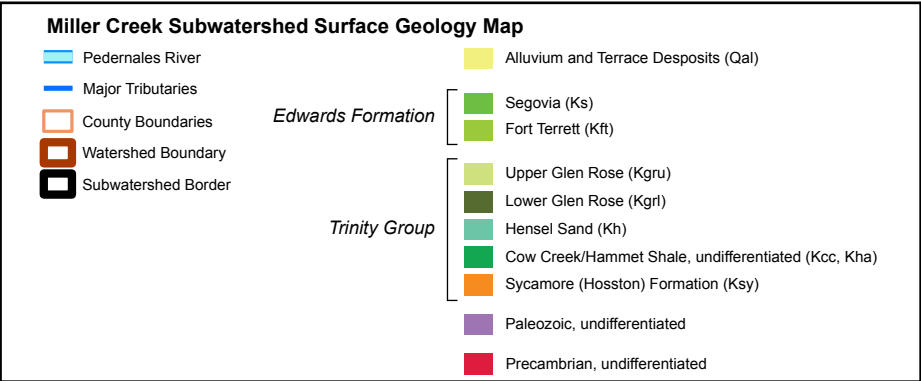 Miller Creek Subwatershed Surface Geology Map
Pedernales River
Major Tributaries
County Boundaries
Watershed Boundary
Subwatershed Border
Alluvium and Terrace Desposits (Qal)
Edwards Formation
Segovia (Ks)
Fort Terrett (Kft)
Trinity Group
Upper Glen Rose (Kgru)
Lower Glen Rose (Kgrl)
Hensel Sand (Kh)
Cow Creek/Hammet Shale, undifferentiated (Kcc, Kha)
Sycamore (Hosston) Formation (Ksy)
Paleozoic, undifferentiated
Precambrian, undifferentiated